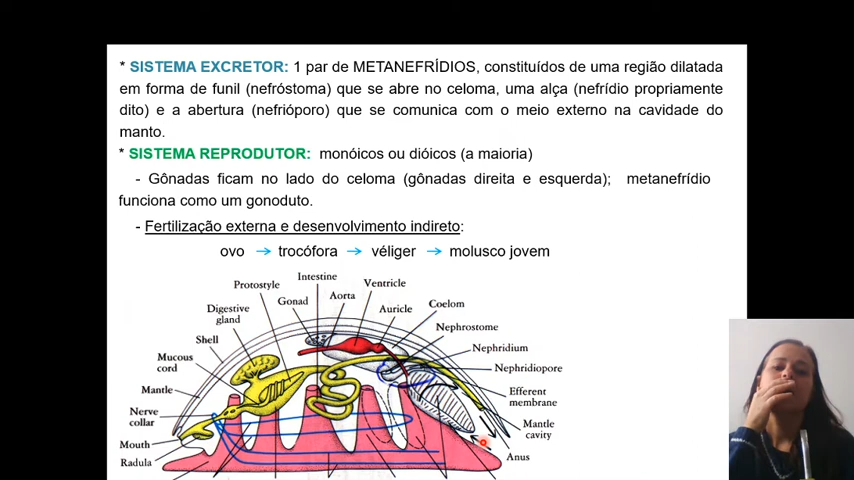 * SISTEMA EXCRETOR: 1 par de METANEFRÍDIOS, constituídos de uma região dilatada
em forma de funil (nefróstoma) que se abre no celoma, uma alça (nefrídio propriamente
dito) e a abertura (nefrióporo) que se comunica com o meio externo na cavidade do
manto.
* SISTEMA REPRODUTOR: monóicos ou dióicos (a maioria)
- Gônadas ficam no lado do celoma (gônadas direita e esquerda); metanefrídio
funciona como um gonoduto.
- Fertilização externa e desenvolvimento indireto:
ovo → trocófora → véliger → molusco jovem
Intestine
Protostyle
Ventricle
Gonad
Aorta
Digestive
gland
Auricle
Coelom
Nephrostome
Shell
Nephridium
Mucous
cord
Nephridiopore
Mantle
Efferent
membrane
Nerve
collar
Mantle
cavity
Mouth
Anus
Radula